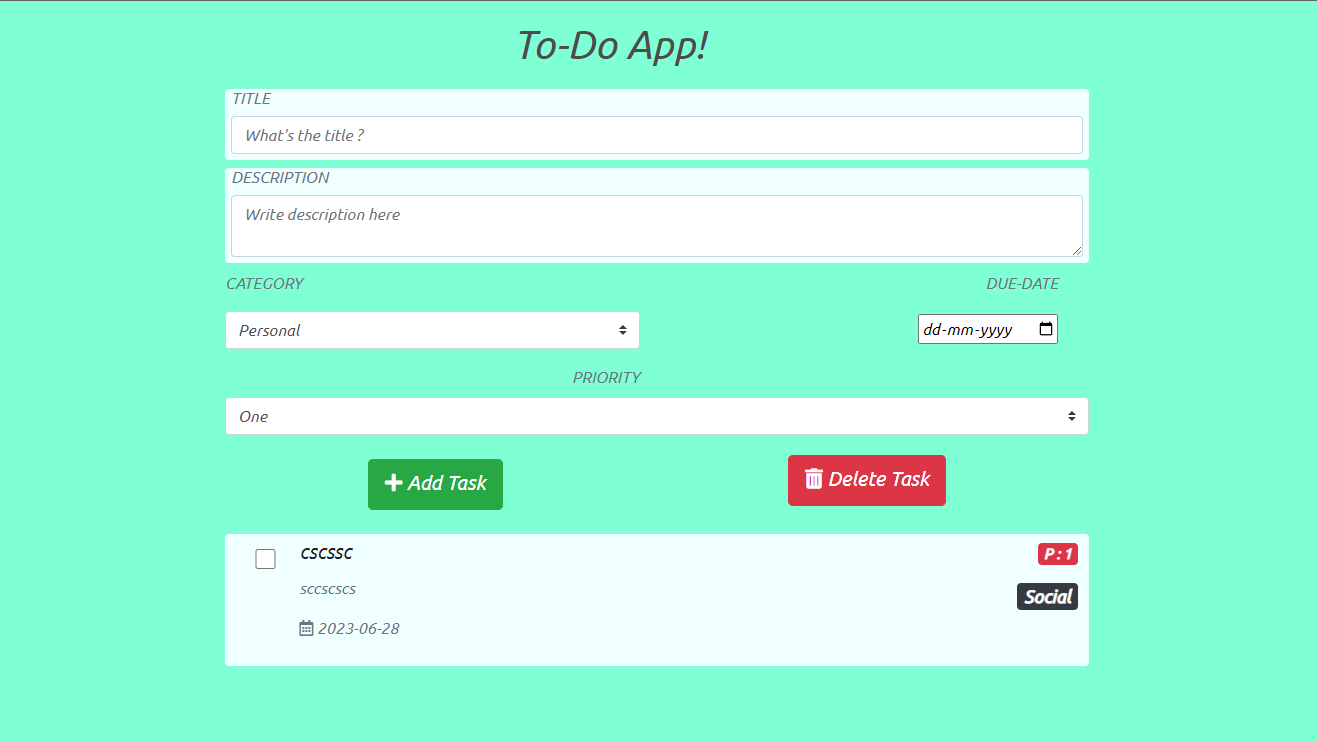 To-Do App!
TITLE
What's the title ?
DESCRIPTION
Write description here
CATEGORY DUE-DATE
Personal dd-mm-yyyy
PRIORITY
One
Add Task Delete Task
cscssc P : 1
sccscscs Social
2023-06-28